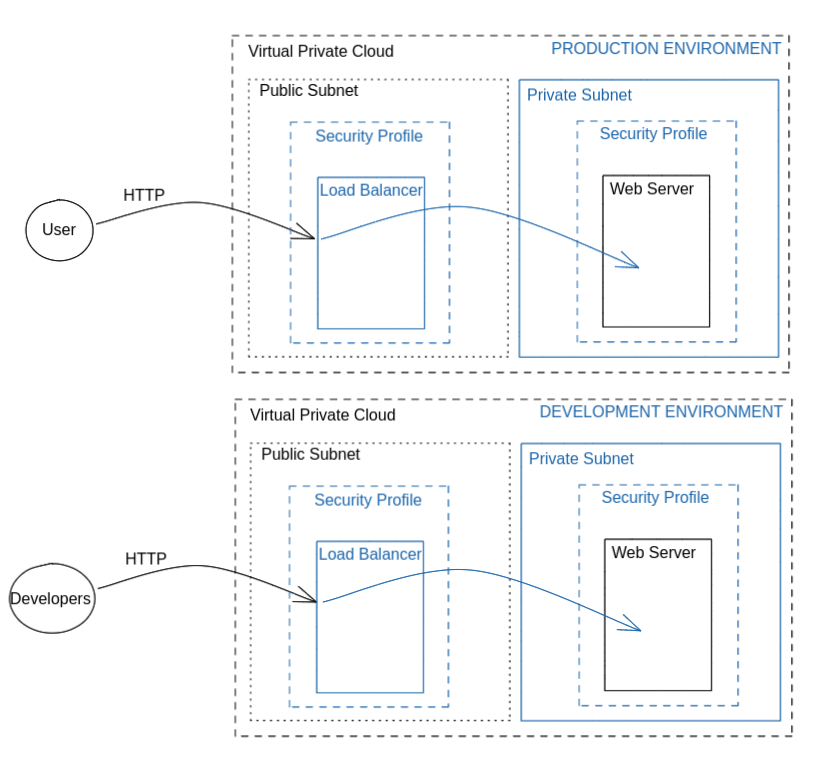 Virtual Private Cloud
PRODUCTION ENVIRONMENT
Public Subnet
Private Subnet
Security Profile
Security Profile
HTTP
Load Balancer
Web Server
User
Virtual Private Cloud
DEVELOPMENT ENVIRONMENT
Public Subnet
Private Subnet
Security Profile
Security Profile
HTTP
Load Balancer
Web Server
Developers